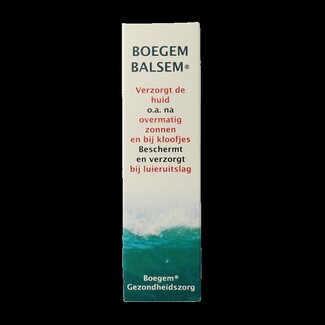 BOEGEM
BALSEM®
Verzorgt de
huid
o.a. na
overmatig
zonnen
en bij kloofjes
Beschermt
en verzorgt
bij luieruitslag
Boegem®
Gezondheidszorg